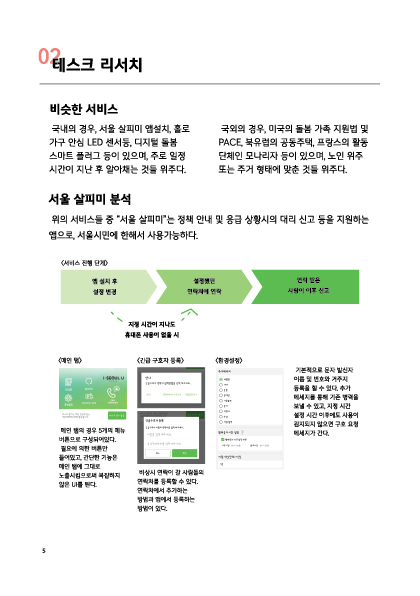 02
테스크 리서치
비슷한 서비스
국내의 경우, 서울 살피미 앱설치, 홀로
가구 안심 LED 센서등, 디지털 돌봄
스마트 플러그 등이 있으며, 주로 일정
시간이 지난 후 알아채는 것들 위주다.
국외의 경우, 미국의 돌봄 가족 지원법 및
PACE, 북유럽의 공동주택, 프랑스의 활동
단체인 모나리자 등이 있으며, 노인 위주
또는 주거 형태에 맞춘 것들 위주다.
서울 살피미 분석
위의 서비스들 중 "서울 살피미"는 정책 안내 및 응급 상황시의 대리 신고 등을 지원하는
앱으로, 서울시민에 한해서 사용가능하다.
<서비스 진행 단계>
앱 설치 후
설정 변경
설정했던
연락처에 연락
연락 받은
사람이 이후 신고
지정 시간이 지나도
휴대폰 사용이 없을 시
<메인 탭>
메인 탭의 경우 5개의 메뉴
버튼으로 구성되어있다.
필요에 의한 버튼만
들어있고, 간단한 기능은
메인 탭에 그대로
노출시킴으로써 복잡하지
않은 UI를 띈다.
<긴급 구호자 등록>
비상시 연락이 갈 사람들의
연락처를 등록할 수 있다.
연락처에서 추가하는
방법과 탭에서 등록하는
방법이 있다.
<환경설정>
기본적으로 문자 발신자
이름 및 번호와 거주지
등록을 할 수 있다. 추가
메세지를 통해 기존 병력을
보낼 수 있고, 지정 시간
설정 시간 이후에도 사용이
감지되지 않으면 구호 요청
메세지가 간다.
5